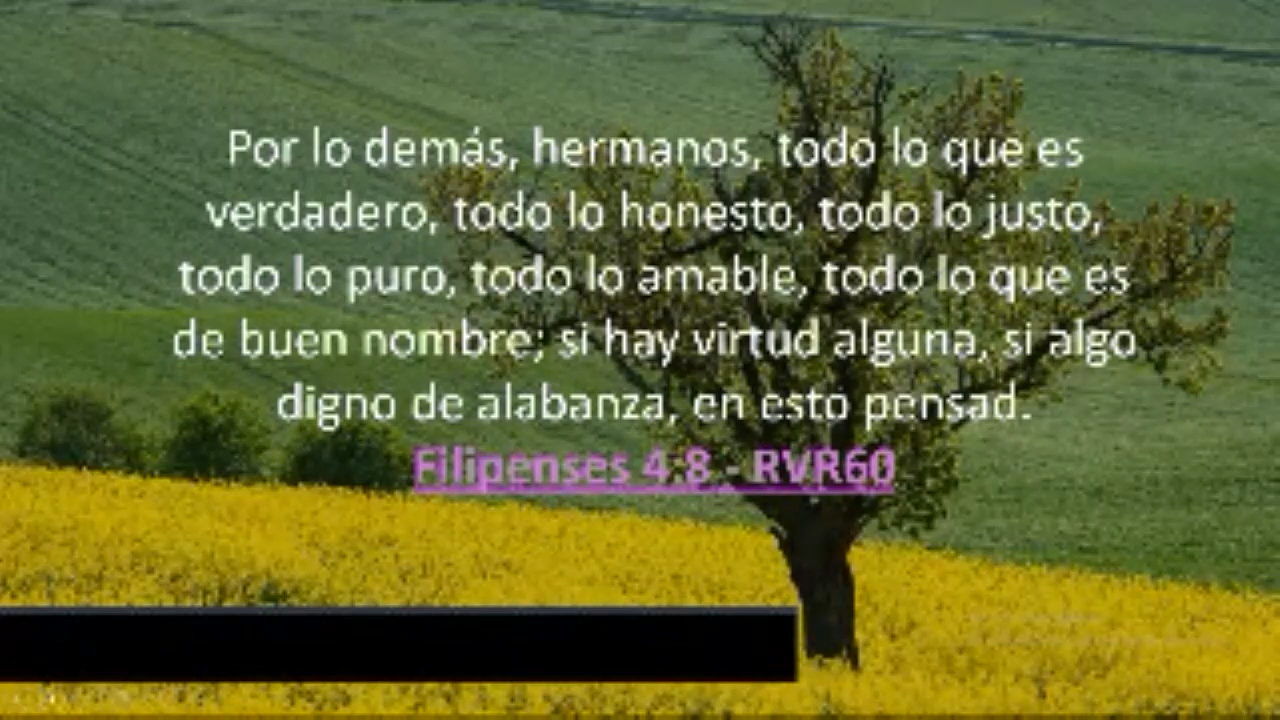 Por lo demás, hermanos, todo lo que es
verdadero, todo lo honesto, todo lo justo,
todo lo puro, todo lo amable, todo lo que es
de buen nombre; si hay virtud alguna, si algo
digno de alabanza, en esto pensad.
Filipenses 4:8 - RVR60